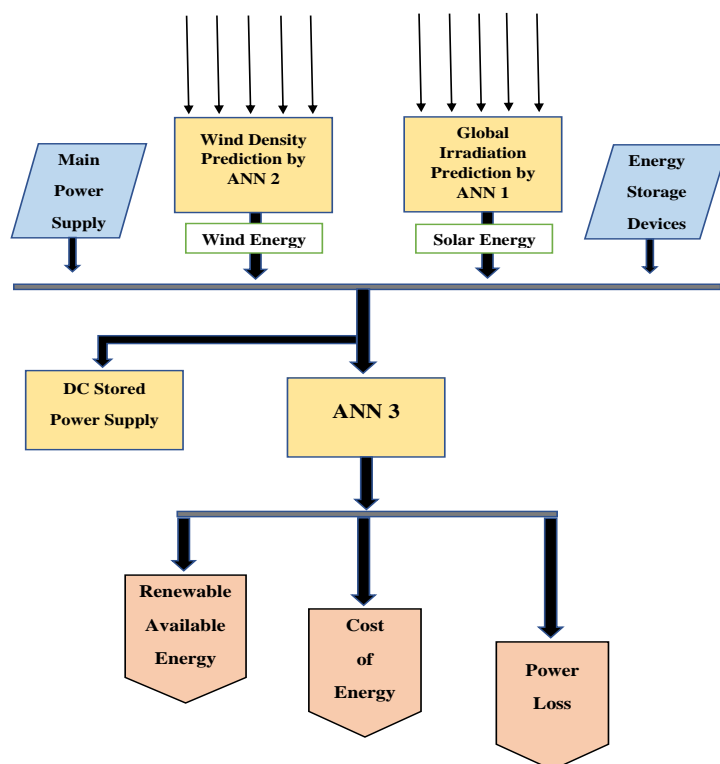 Main
Power
Supply
Wind Density
Prediction by
ANN 2
Global
Irradiation
Prediction by
ANN 1
Energy
Storage
Devices
Wind Energy
Solar Energy
DC Stored
Power Supply
ANN 3
Renewable
Available
Energy
Cost
of
Energy
Power
Loss